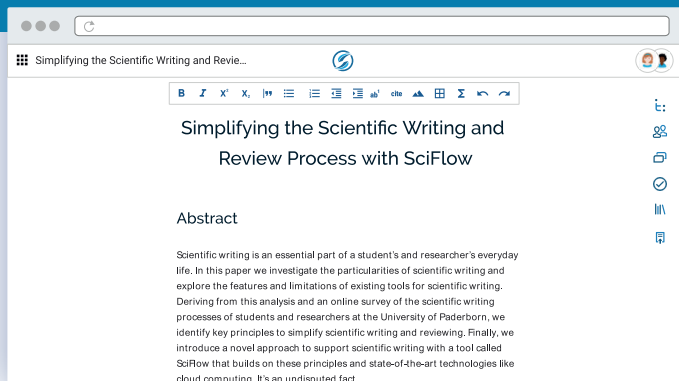 Simplifying the Scientific Writing and Revie...
B I X² X₂ ab¹ cite Σ
Simplifying the Scientific Writing and
Review Process with SciFlow
Abstract
Scientific writing is an essential part of a student's and researcher's everyday
life. In this paper we investigate the particularities of scientific writing and
explore the features and limitations of existing tools for scientific writing.
Deriving from this analysis and an online survey of the scientific writing
processes of students and researchers at the University of Paderborn, we
identify key principles to simplify scientific writing and reviewing. Finally, we
introduce a novel approach to support scientific writing with a tool called
SciFlow that builds on these principles and state-of-the-art technologies like
cloud computing. It's an undisputed fact